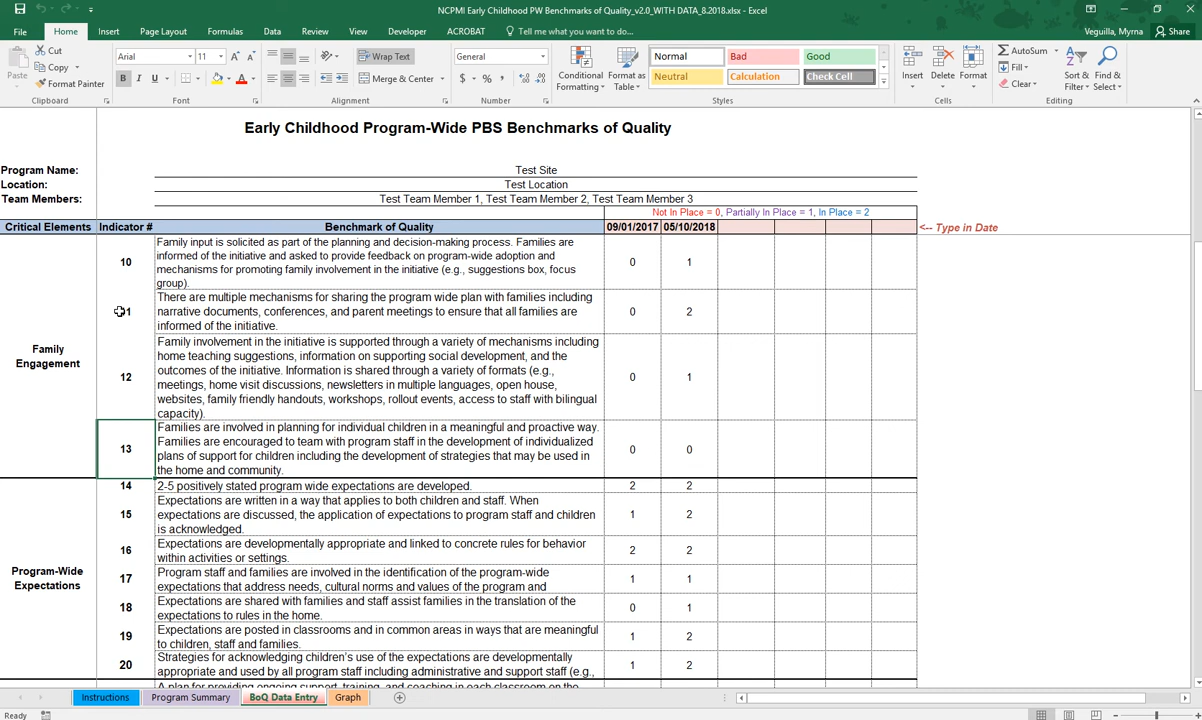 NCPMI Early Childhood PW Benchmarks of Quality_v2.0_WITH DATA_8.2018.xlsx - Excel
File Home Insert Page Layout Formulas Data Review View Developer ACROBAT Tell me what you want to do... Veguilla, Myrna Share
Paste
Cut
Copy
Format Painter
Clipboard
Arial 11
B I U
Font
Wrap Text
Merge & Center
Alignment
General
$ % ,
Number
Conditional Formatting
Format as Table
Normal Bad Good
Neutral Calculation Check Cell
Styles
Insert Delete Format
Cells
AutoSum
Fill
Clear
Sort & Filter
Find & Select
Editing
Early Childhood Program-Wide PBS Benchmarks of Quality
Program Name: Test Site
Location: Test Location
Team Members: Test Team Member 1, Test Team Member 2, Test Team Member 3
Not In Place = 0, Partially In Place = 1, In Place = 2
Critical Elements Indicator # Benchmark of Quality 09/01/2017 05/10/2018 <-- Type in Date
Family Engagement
10 Family input is solicited as part of the planning and decision-making process. Families are
informed of the initiative and asked to provide feedback on program-wide adoption and
mechanisms for promoting family involvement in the initiative (e.g., suggestions box, focus
group). 0 1
There are multiple mechanisms for sharing the program wide plan with families including
narrative documents, conferences, and parent meetings to ensure that all families are
informed of the initiative. 0 2
12 Family involvement in the initiative is supported through a variety of mechanisms including
home teaching suggestions, information on supporting social development, and the
outcomes of the initiative. Information is shared through a variety of formats (e.g.,
meetings, home visit discussions, newsletters in multiple languages, open house,
websites, family friendly handouts, workshops, rollout events, access to staff with bilingual
capacity). 0 1
13 Families are involved in planning for individual children in a meaningful and proactive way.
Families are encouraged to team with program staff in the development of individualized
plans of support for children including the development of strategies that may be used in
the home and community. 0 0
Program-Wide Expectations
14 2-5 positively stated program wide expectations are developed. 2 2
15 Expectations are written in a way that applies to both children and staff. When
expectations are discussed, the application of expectations to program staff and children
is acknowledged. 1 2
16 Expectations are developmentally appropriate and linked to concrete rules for behavior
within activities or settings. 2 2
17 Program staff and families are involved in the identification of the program-wide
expectations that address needs, cultural norms and values of the program and 1 1
18 Expectations are shared with families and staff assist families in the translation of the
expectations to rules in the home. 0 1
19 Expectations are posted in classrooms and in common areas in ways that are meaningful
to children, staff and families. 1 2
20 Strategies for acknowledging children's use of the expectations are developmentally
appropriate and used by all program staff including administrative and support staff (e.g., 1 2
A plan for providing ongoing support, training, and coaching in each classroom on the
Instructions Program Summary BoQ Data Entry Graph
Ready